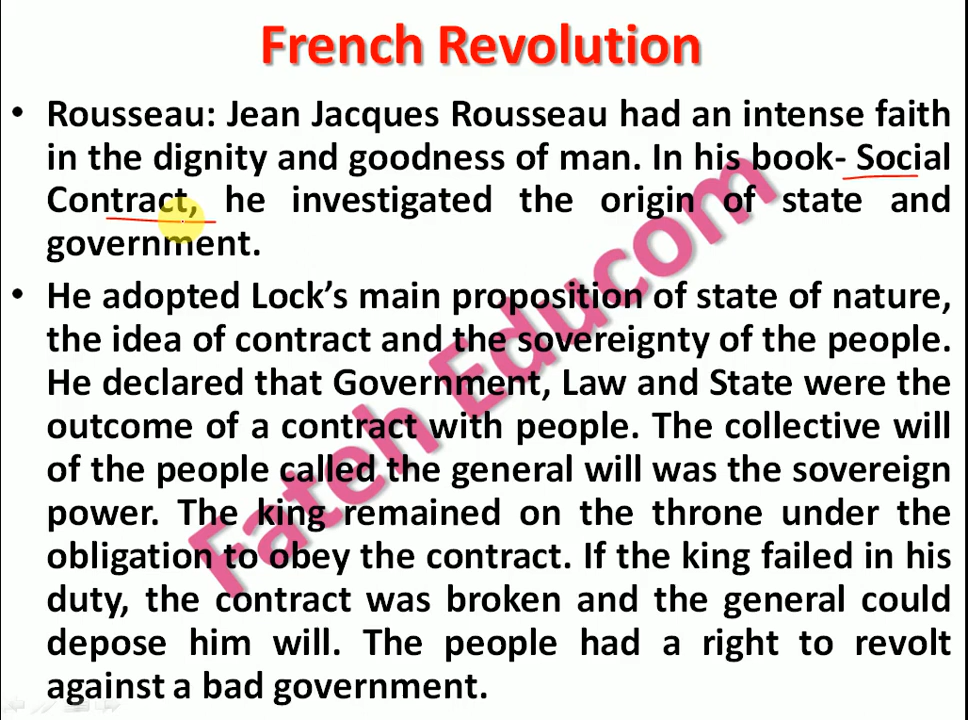 French Revolution
• Rousseau: Jean Jacques Rousseau had an intense faith
in the dignity and goodness of man. In his book- Social
Contract, he investigated the origin of state and
government.
• He adopted Lock’s main proposition of state of nature,
the idea of contract and the sovereignty of the people.
He declared that Government, Law and State were the
outcome of a contract with people. The collective will
of the people called the general will was the sovereign
power. The king remained on the throne under the
obligation to obey the contract. If the king failed in his
duty, the contract was broken and the general could
depose him will. The people had a right to revolt
against a bad government.
Fateh Educom